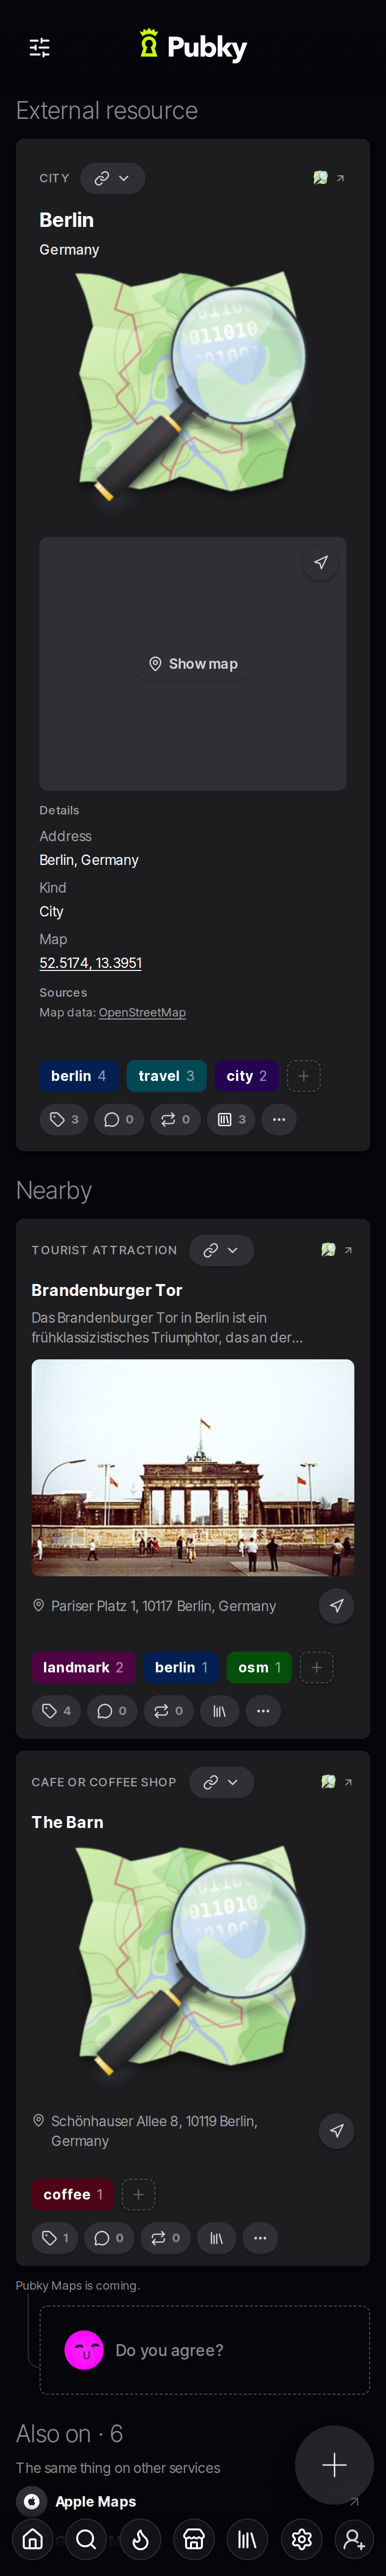 Pubky
External resource
CITY
Berlin
Germany
Show map
Details
Address
Berlin, Germany
Kind
City
Map
52.5174, 13.3951
Sources
Map data: OpenStreetMap
berlin 4
travel 3
city 2
3
0
0
3
Nearby
TOURIST ATTRACTION
Brandenburger Tor
Das Brandenburger Tor in Berlin ist ein
frühklassizistisches Triumphtor, das an der...
Pariser Platz 1, 10117 Berlin, Germany
landmark 2
berlin 1
osm 1
4
0
0
CAFE OR COFFEE SHOP
The Barn
Schönhauser Allee 8, 10119 Berlin,
Germany
coffee 1
1
0
0
Pubky Maps is coming.
Do you agree?
Also on · 6
The same thing on other services
Apple Maps